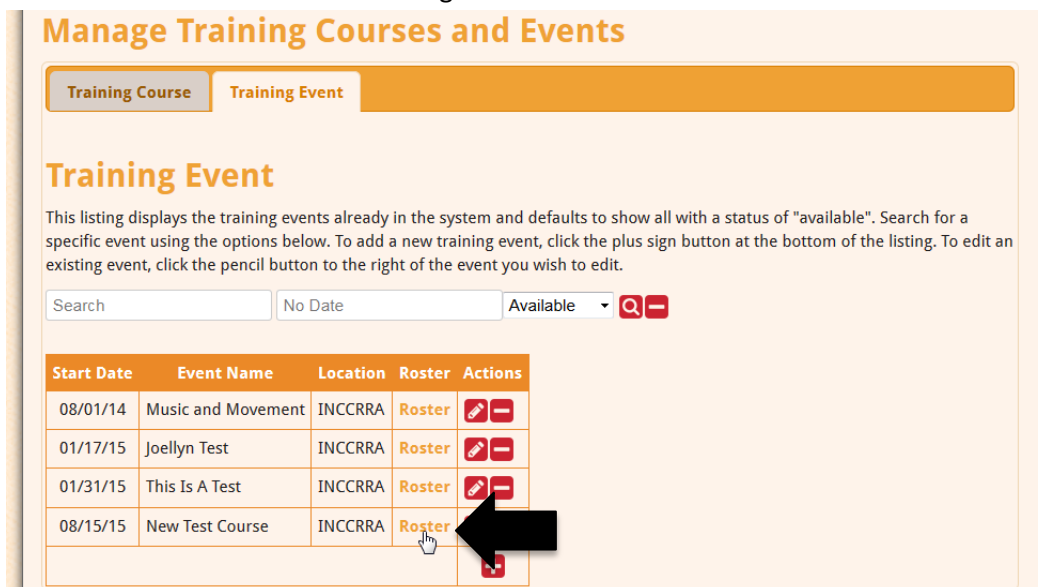 Manage Training Courses and Events
Training Course Training Event
Training Event
This listing displays the training events already in the system and defaults to show all with a status of "available". Search for a
specific event using the options below. To add a new training event, click the plus sign button at the bottom of the listing. To edit an
existing event, click the pencil button to the right of the event you wish to edit.
Search No Date Available
Start Date Event Name Location Roster Actions
08/01/14 Music and Movement INCCRRA Roster
01/17/15 Joellyn Test INCCRRA Roster
01/31/15 This Is A Test INCCRRA Roster
08/15/15 New Test Course INCCRRA Roster